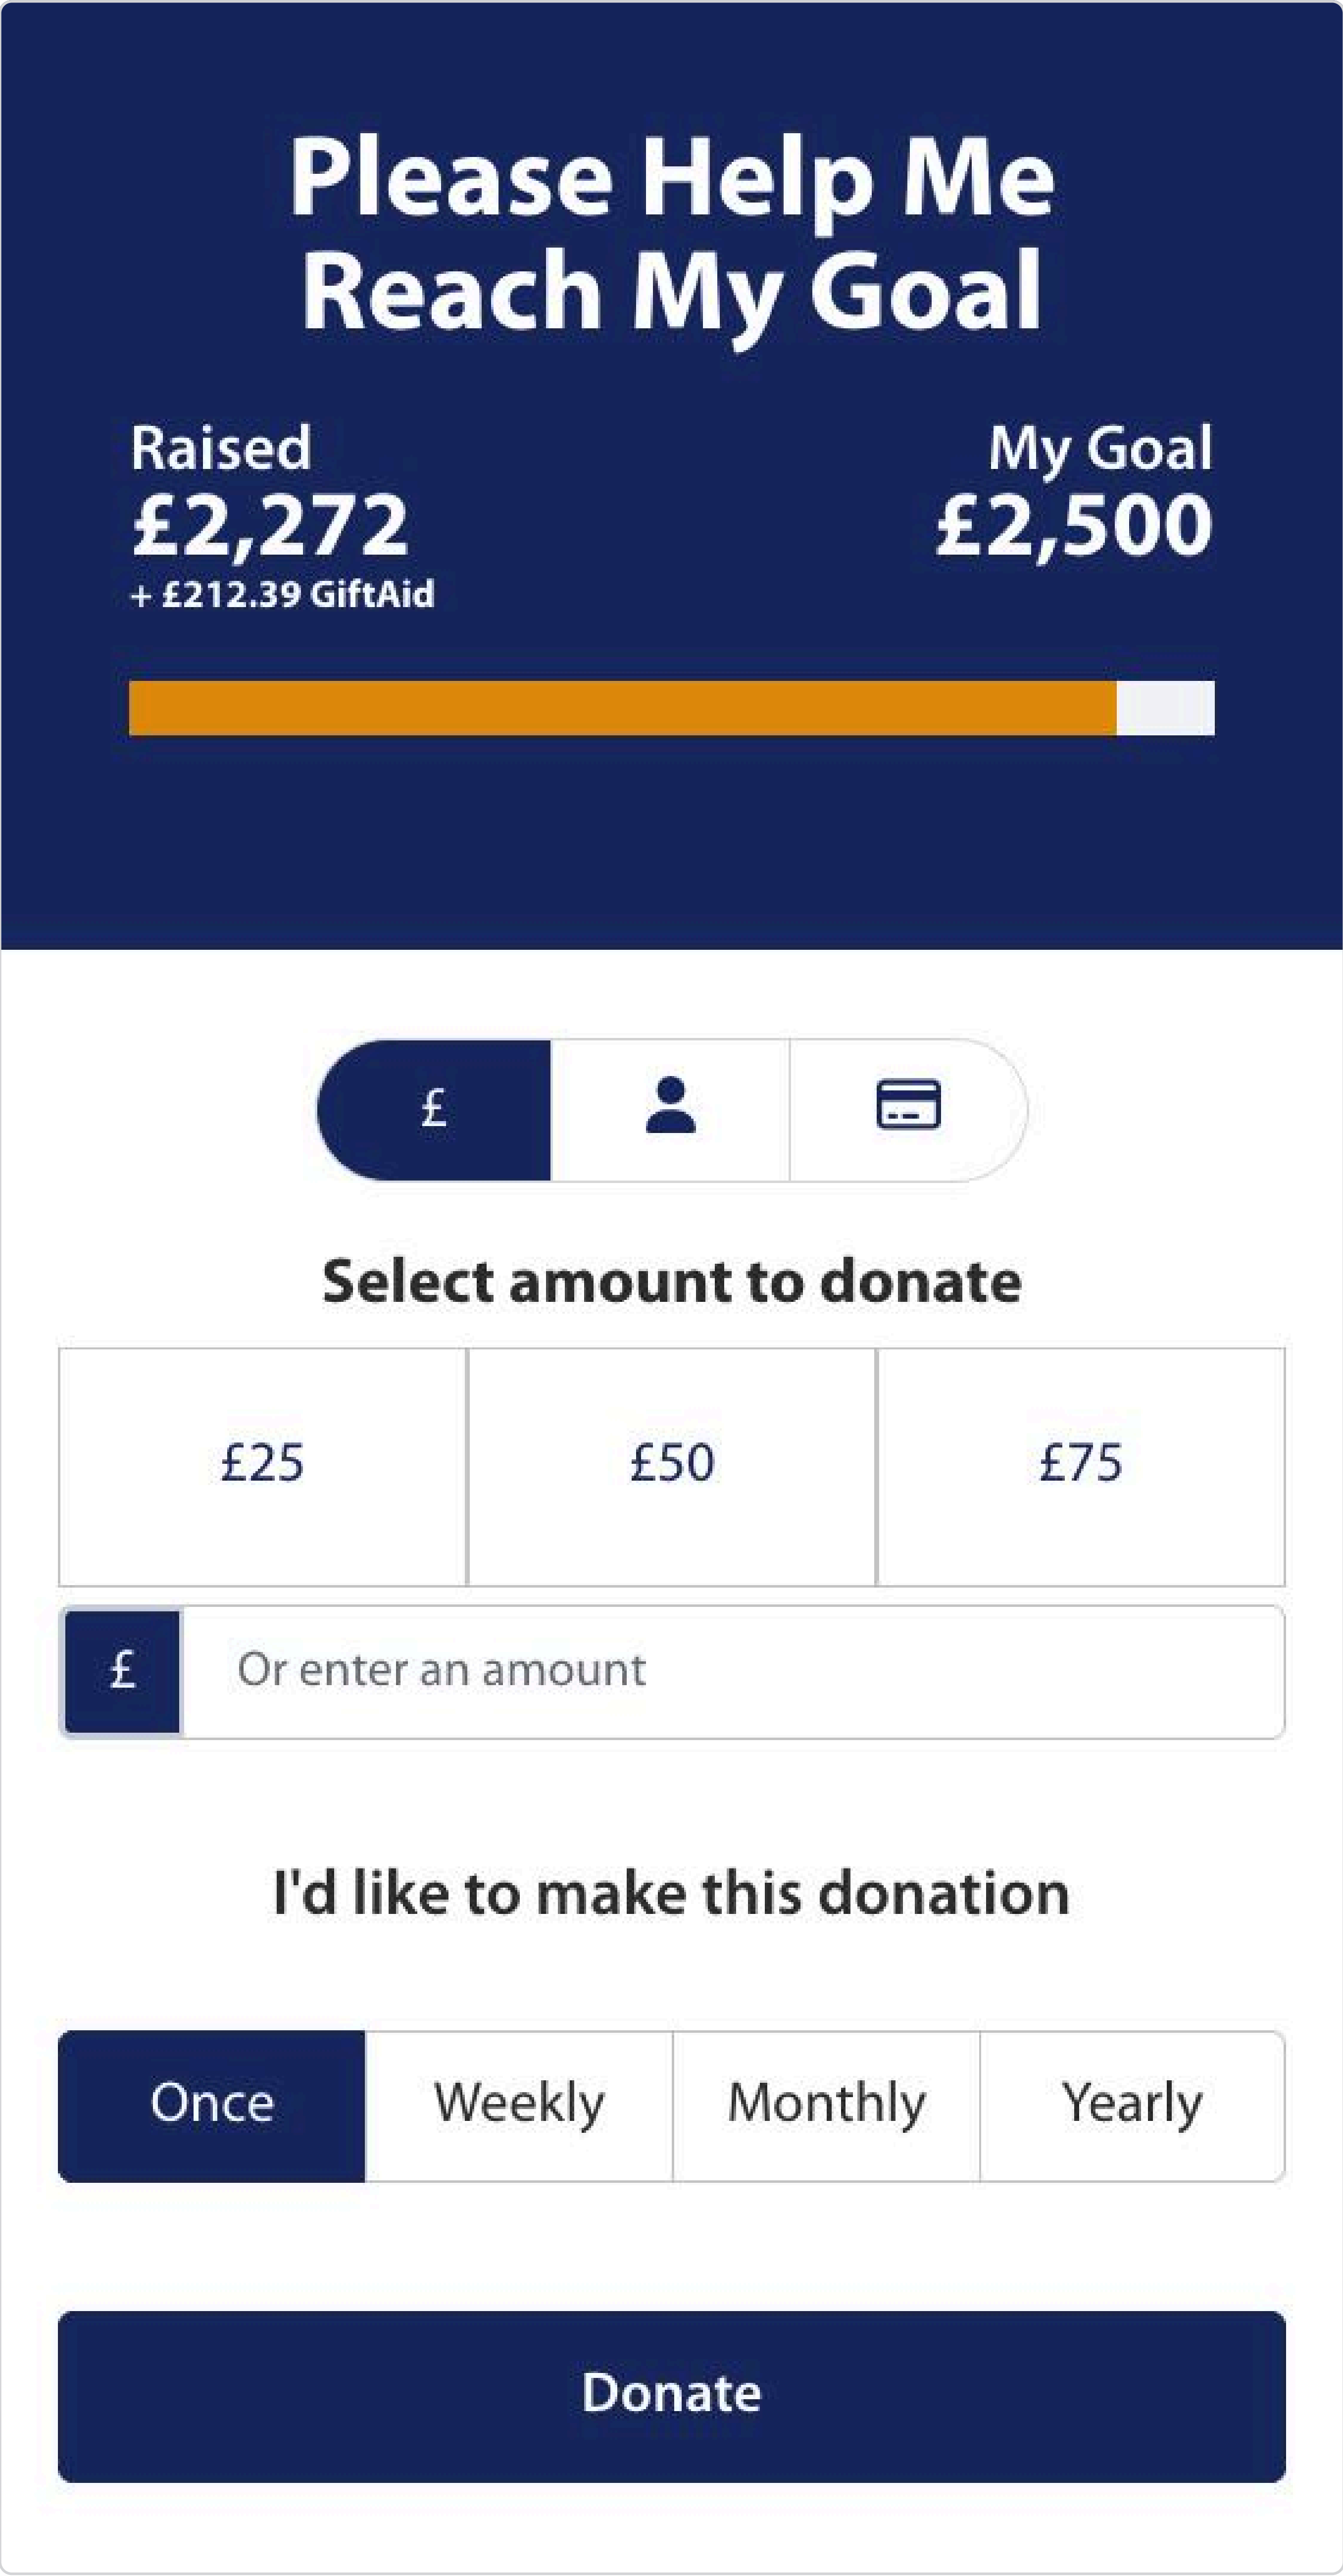 Please Help Me
Reach My Goal
Raised
My Goal
£2,272
£2,500
+ £212.39 GiftAid
£
Select amount to donate
£25
£50
£75
£
Or enter an amount
I'd like to make this donation
Once
Weekly
Monthly
Yearly
Donate